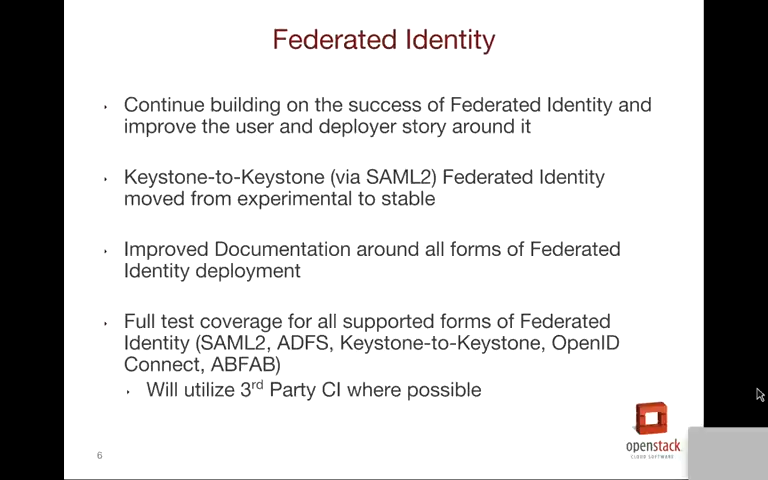 Federated Identity
Continue building on the success of Federated Identity and
improve the user and deployer story around it
Keystone-to-Keystone (via SAML2) Federated Identity
moved from experimental to stable
Improved Documentation around all forms of Federated
Identity deployment
Full test coverage for all supported forms of Federated
Identity (SAML2, ADFS, Keystone-to-Keystone, OpenID
Connect, ABFAB)
Will utilize 3rd Party CI where possible
6
openstack
CLOUD SOFTWARE